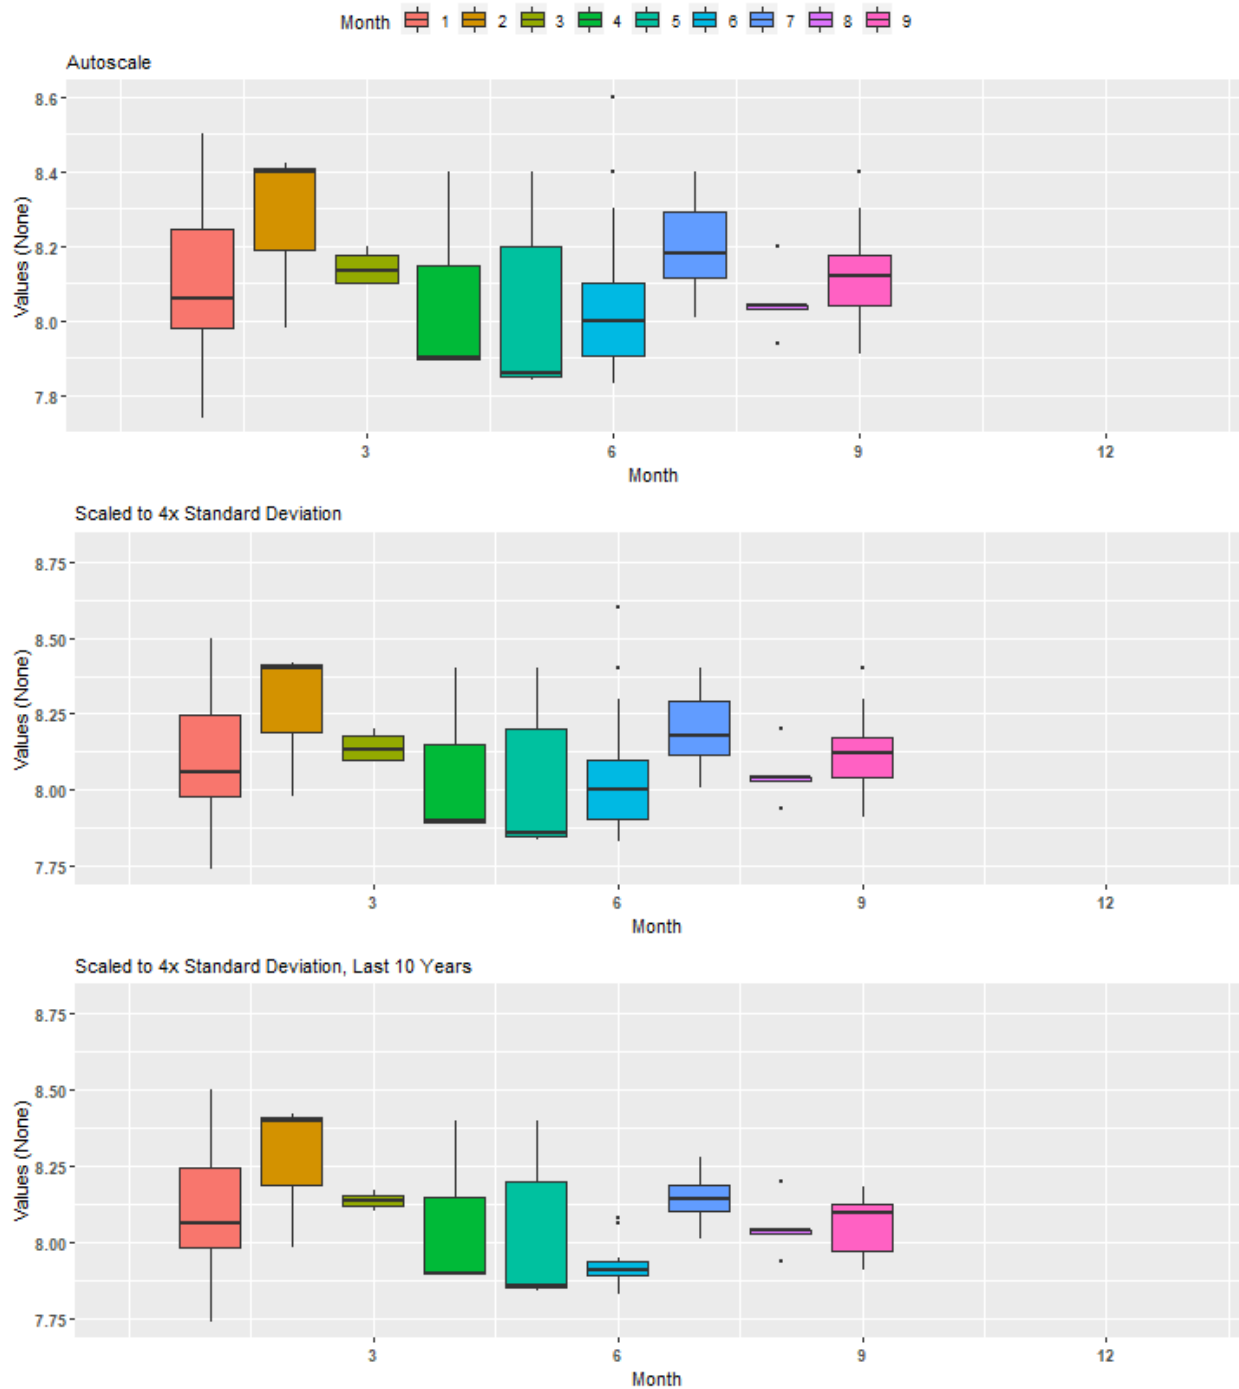 Month 1 2 3 4 5 6 7 8 9
Autoscale
Values (None)
8.6
8.4
8.2
8.0
7.8
3 6 9 12
Month
Scaled to 4x Standard Deviation
Values (None)
8.75
8.50
8.25
8.00
7.75
3 6 9 12
Month
Scaled to 4x Standard Deviation, Last 10 Years
Values (None)
8.75
8.50
8.25
8.00
7.75
3 6 9 12
Month